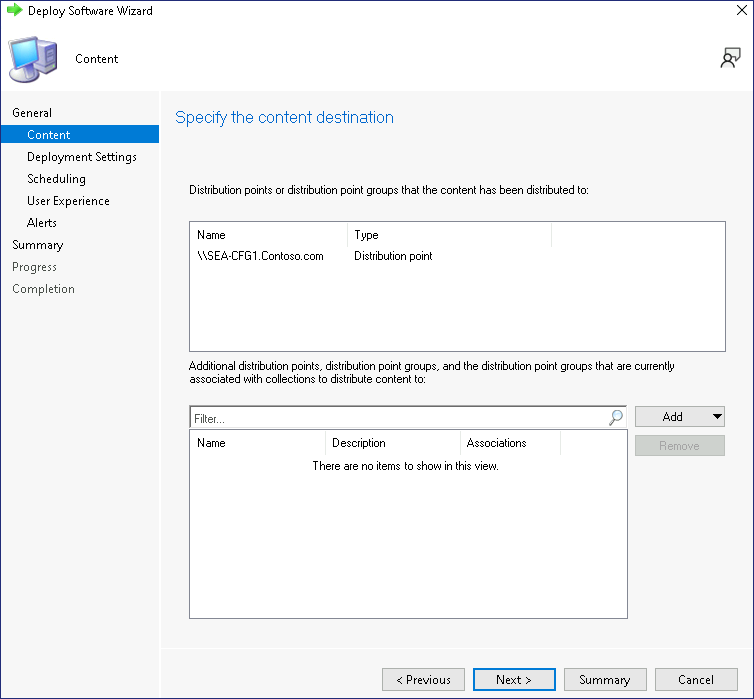 Deploy Software Wizard
Content
General
Content
Deployment Settings
Scheduling
User Experience
Alerts
Summary
Progress
Completion
Specify the content destination
Distribution points or distribution point groups that the content has been distributed to:
Name Type
\\SEA-CFG1.Contoso.com Distribution point
Additional distribution points, distribution point groups, and the distribution point groups that are currently
associated with collections to distribute content to:
Filter...
Add
Remove
Name Description Associations
There are no items to show in this view.
< Previous Next > Summary Cancel